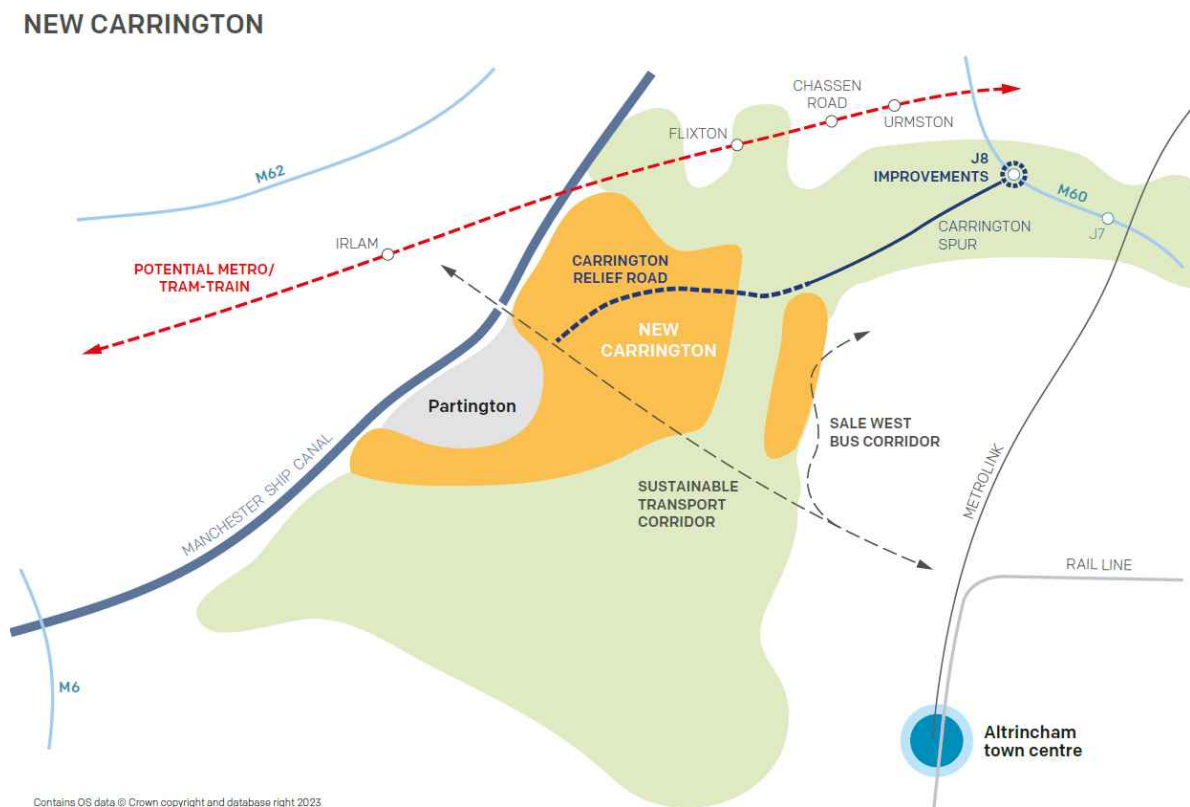 NEW CARRINGTON
CHASSEN
ROAD
FLIXTON
URMSTON
J8
IMPROVEMENTS
M62
M60
J7
CARRINGTON
SPUR
IRLAM
POTENTIAL METRO/
TRAM-TRAIN
CARRINGTON
RELIEF ROAD
NEW
CARRINGTON
Partington
SALE WEST
BUS CORRIDOR
MANCHESTER SHIP CANAL
SUSTAINABLE
TRANSPORT
CORRIDOR
METROLINK
RAIL LINE
M6
Altrincham
town centre
Contains OS data © Crown copyright and database right 2023